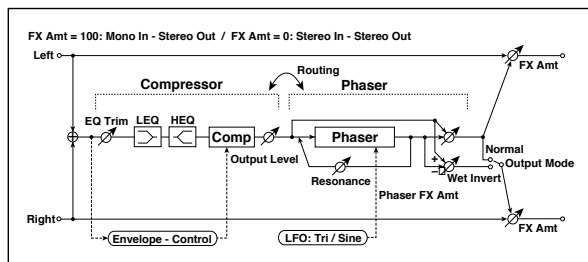 FX Amt = 100: Mono In - Stereo Out / FX Amt = 0: Stereo In - Stereo Out
Left
FX Amt
Routing
Compressor
Phaser
EQ Trim
LEQ
HEQ
Comp
Phaser
Normal
Output Mode
Output Level
Resonance
+
−
Wet Invert
Phaser FX Amt
Right
FX Amt
Envelope - Control
LFO: Tri / Sine